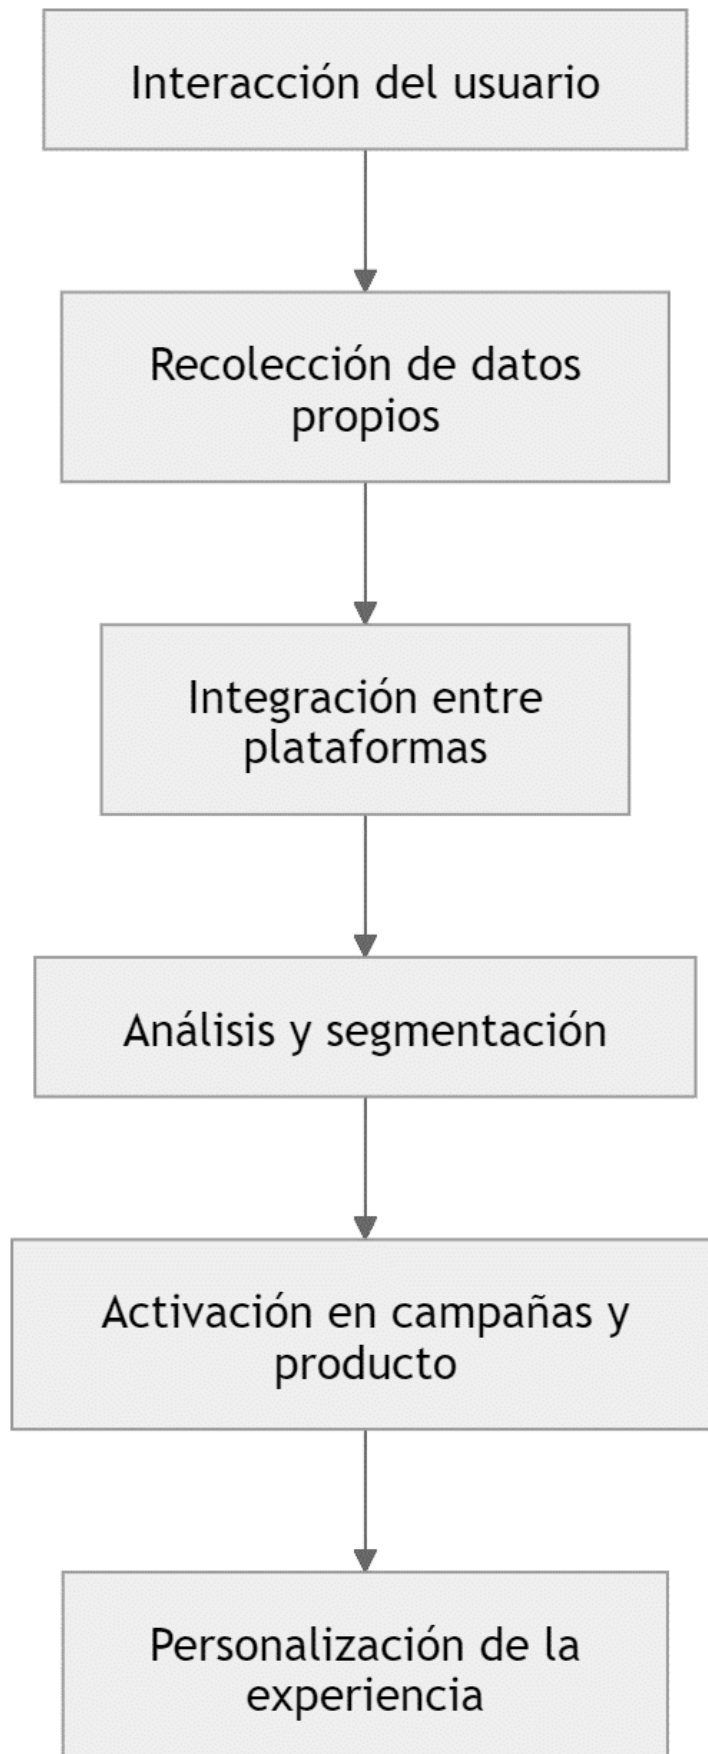 Interacción del usuario
Recolección de datos
propios
Integración entre
plataformas
Análisis y segmentación
Activación en campañas y
producto
Personalización de la
experiencia